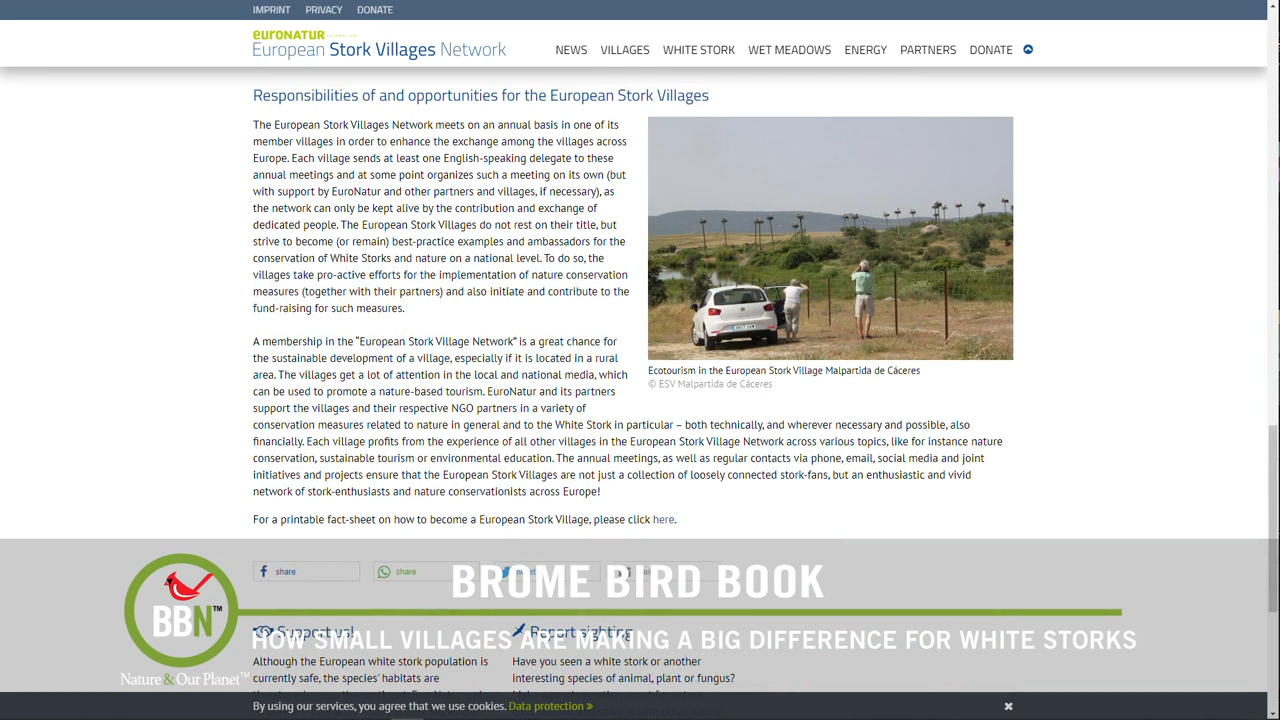 IMPRINT PRIVACY DONATE
EURONATUR
European Stork Villages Network
NEWS VILLAGES WHITE STORK WET MEADOWS ENERGY PARTNERS DONATE
Responsibilities of and opportunities for the European Stork Villages
The European Stork Villages Network meets on an annual basis in one of its
member villages in order to enhance the exchange among the villages across
Europe. Each village sends at least one English-speaking delegate to these
annual meetings and at some point organizes such a meeting on its own (but
with support by EuroNatur and other partners and villages, if necessary), as
the network can only be kept alive by the contribution and exchange of
dedicated people. The European Stork Villages do not rest on their title, but
strive to become (or remain) best-practice examples and ambassadors for the
conservation of White Storks and nature on a national level. To do so, the
villages take pro-active efforts for the implementation of nature conservation
measures (together with their partners) and also initiate and contribute to the
fund-raising for such measures.
Ecotourism in the European Stork Village Malpartida de Cáceres
© ESV Malpartida de Cáceres
A membership in the “European Stork Village Network” is a great chance for
the sustainable development of a village, especially if it is located in a rural
area. The villages get a lot of attention in the local and national media, which
can be used to promote a nature-based tourism. EuroNatur and its partners
support the villages and their respective NGO partners in a variety of
conservation measures related to nature in general and to the White Stork in particular – both technically, and wherever necessary and possible, also
financially. Each village profits from the experience of all other villages in the European Stork Village Network across various topics, like for instance nature
conservation, sustainable tourism or environmental education. The annual meetings, as well as regular contacts via phone, email, social media and joint
initiatives and projects ensure that the European Stork Villages are not just a collection of loosely connected stork-fans, but an enthusiastic and vivid
network of stork-enthusiasts and nature conservationists across Europe!
For a printable fact-sheet on how to become a European Stork Village, please click here.
share share
BROME BIRD BOOK
BBN™
HOW SMALL VILLAGES ARE MAKING A BIG DIFFERENCE FOR WHITE STORKS
Nature & Our Planet™
Support us! Report sighting
Although the European white stork population is
currently safe, the species' habitats are
Have you seen a white stork or another
interesting species of animal, plant or fungus?
By using our services, you agree that we use cookies. Data protection »